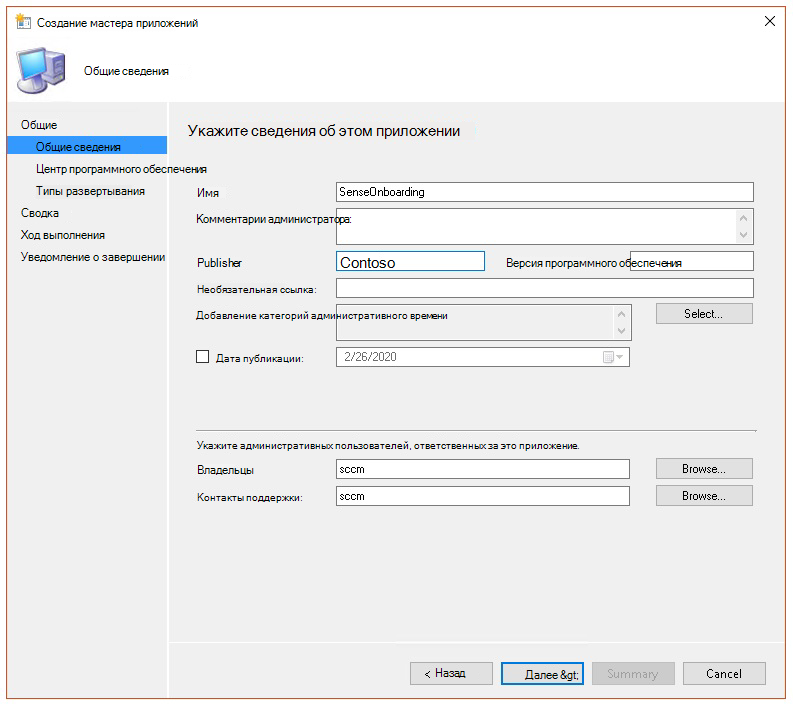 Создание мастера приложений
Общие сведения
Общие
Общие сведения
Центр программного обеспечения
Типы развертывания
Сводка
Ход выполнения
Уведомление о завершении
Укажите сведения об этом приложении
Имя
SenseOnboarding
Комментарии администратора:
Publisher
Contoso
Версия программного обеспечения
Необязательная ссылка:
Добавление категорий административного времени
Select...
Дата публикации:
2/26/2020
Укажите административных пользователей, ответственных за это приложение.
Владельцы
sccm
Browse...
Контакты поддержки:
sccm
Browse...
< Назад
Далее &gt;
Summary
Cancel